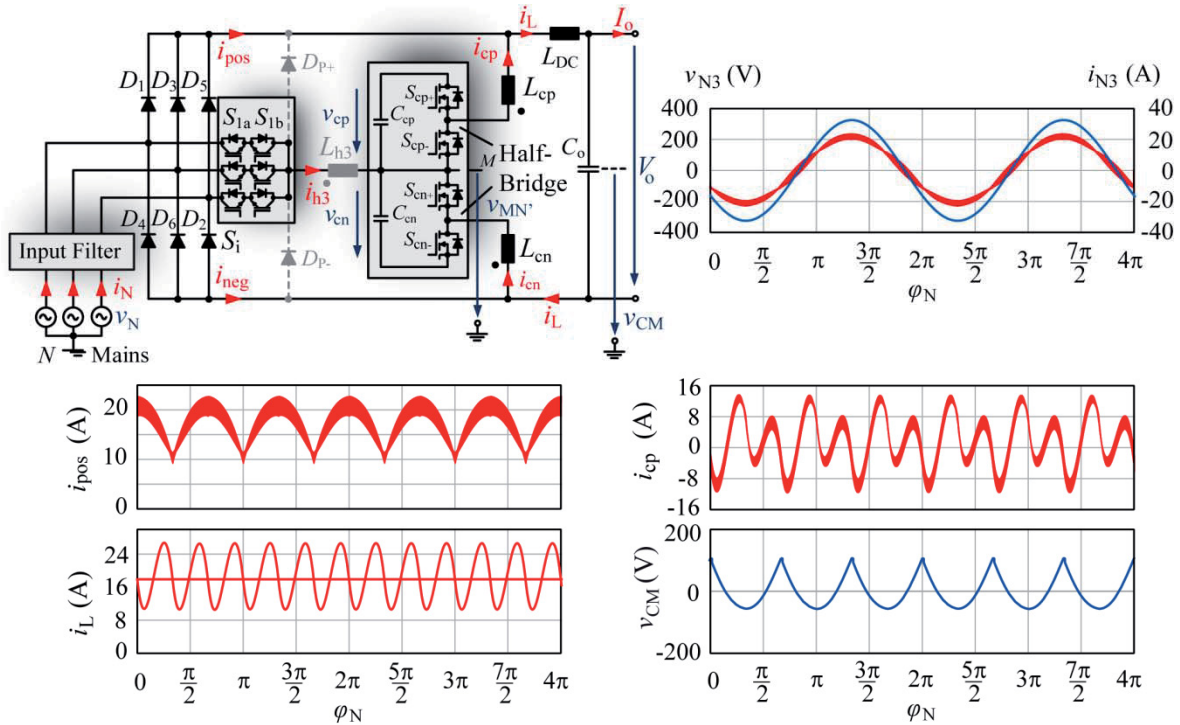 i_L
I_o
i_pos
i_cp
L_DC
D_P+
D_1 D_3 D_5
S_cp+
L_cp
S_1a S_1b
v_cp
C_cp
L_h3
S_cp-
M
Half-
Bridge
C_o
V_o
i_h3
S_cn+
v_MN'
v_cn
C_cn
D_4 D_6 D_2
S_cn-
Input Filter
S_i
D_P-
L_cn
i_N
i_neg
i_cn
v_N
i_L
v_CM
N
Mains
v_N3 (V)
i_N3 (A)
400 40
200 20
0 0
-200 -20
-400 -40
0 π/2 π 3π/2 2π 5π/2 3π 7π/2 4π
φ_N
i_pos (A)
20
10
0
i_L (A)
24
16
8
0
0 π/2 π 3π/2 2π 5π/2 3π 7π/2 4π
φ_N
i_cp (A)
16
8
0
-8
-16
v_CM (V)
200
0
-200
0 π/2 π 3π/2 2π 5π/2 3π 7π/2 4π
φ_N